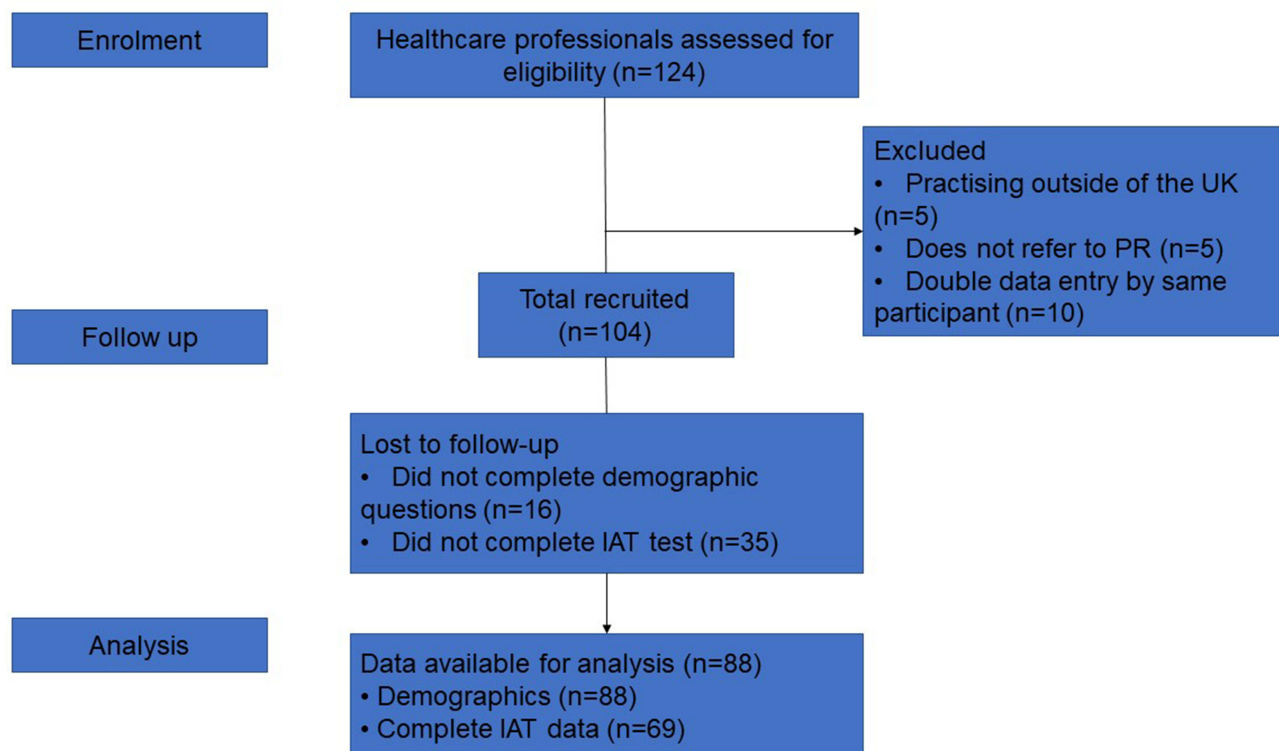 Enrolment
Healthcare professionals assessed for
eligibility (n=124)
Excluded
• Practising outside of the UK
(n=5)
• Does not refer to PR (n=5)
• Double data entry by same
participant (n=10)
Total recruited
(n=104)
Follow up
Lost to follow-up
• Did not complete demographic
questions (n=16)
• Did not complete IAT test (n=35)
Analysis
Data available for analysis (n=88)
• Demographics (n=88)
• Complete IAT data (n=69)